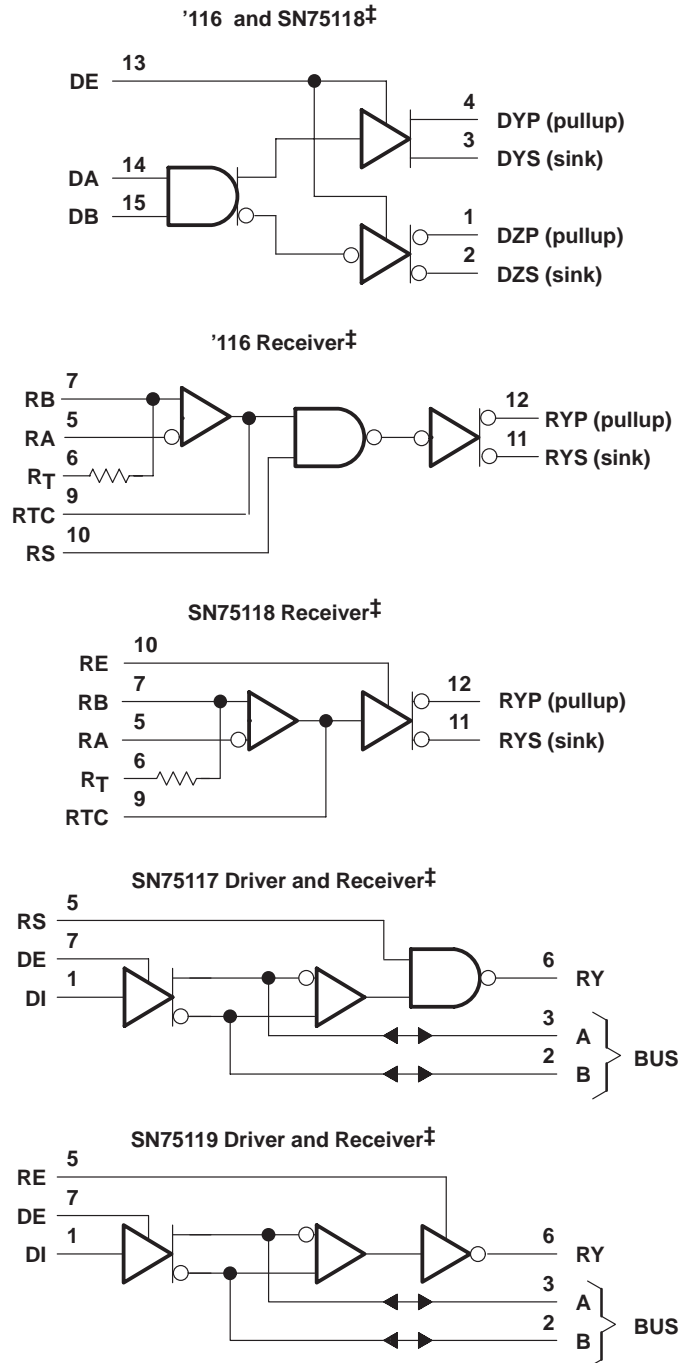 '116 and SN75118‡
13
DE
4
DYP (pullup)
3
DYS (sink)
14
DA
15
DB
1
DZP (pullup)
2
DZS (sink)
'116 Receiver‡
7
RB
5
RA
6
RT
9
RTC
10
RS
12
RYP (pullup)
11
RYS (sink)
SN75118 Receiver‡
10
RE
7
RB
5
RA
6
RT
9
RTC
12
RYP (pullup)
11
RYS (sink)
SN75117 Driver and Receiver‡
5
RS
7
DE
1
DI
6
RY
3
A
2
B
BUS
SN75119 Driver and Receiver‡
5
RE
7
DE
1
DI
6
RY
3
A
2
B
BUS